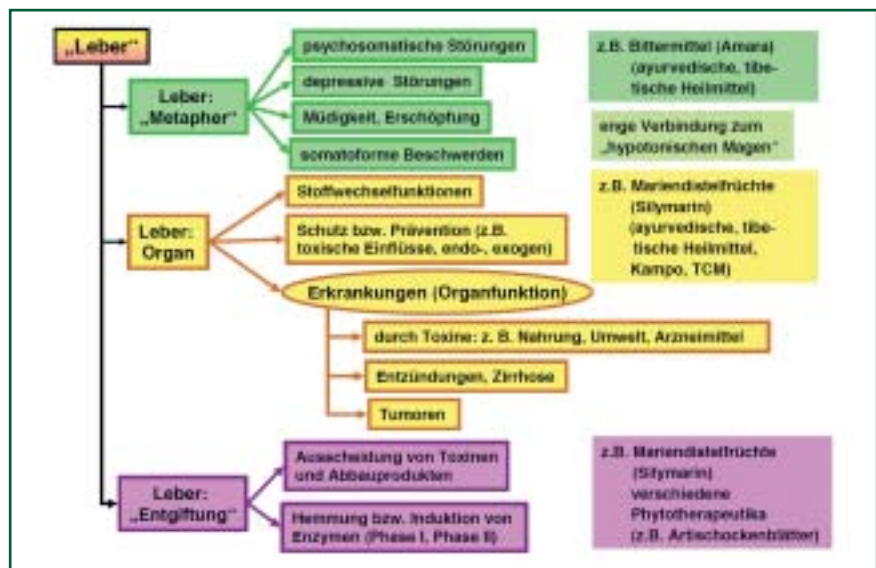 „Leber“
Leber:
„Metapher“
psychosomatische Störungen
depressive Störungen
Müdigkeit, Erschöpfung
somatoforme Beschwerden
z.B. Bittermittel (Amara)
(ayurvedische, tibe-
tische Heilmittel)
enge Verbindung zum
„hypotonischen Magen“
Leber:
Organ
Stoffwechselfunktionen
Schutz bzw. Prävention (z.B.
toxische Einflüsse, endo-, exogen)
Erkrankungen (Organfunktion)
durch Toxine: z. B. Nahrung, Umwelt, Arzneimittel
Entzündungen, Zirrhose
Tumoren
z.B. Mariendistelfrüchte
(Silymarin)
(ayurvedische, tibe-
tische Heilmittel,
Kampo, TCM)
Leber:
„Entgiftung“
Ausscheidung von Toxinen
und Abbauprodukten
Hemmung bzw. Induktion von
Enzymen (Phase I, Phase II)
z.B. Mariendistelfrüchte
(Silymarin)
verschiedene
Phytotherapeutika
(z.B. Artischockenblätter)